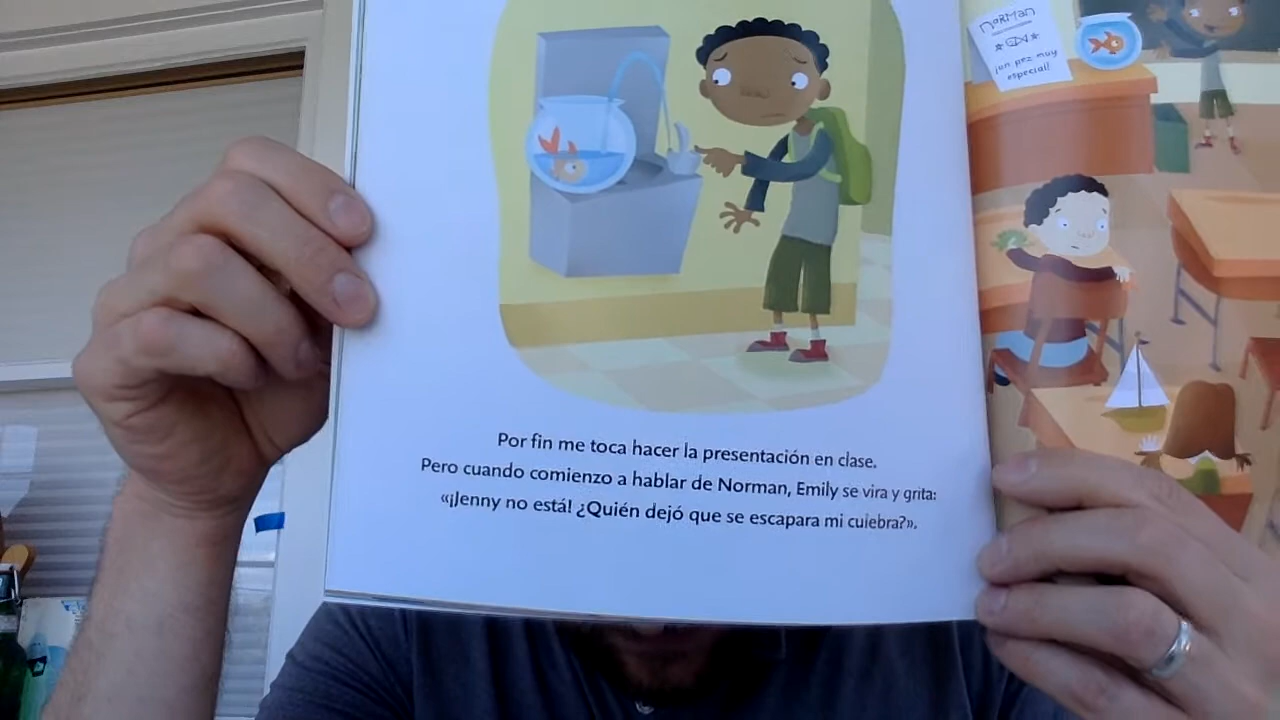 Por fin me toca hacer la presentación en clase.
Pero cuando comienzo a hablar de Norman, Emily se vira y grita:
«¡Jenny no está! ¿Quién dejó que se escapara mi culebra?».
NORMAN
¡un pez muy
especial!